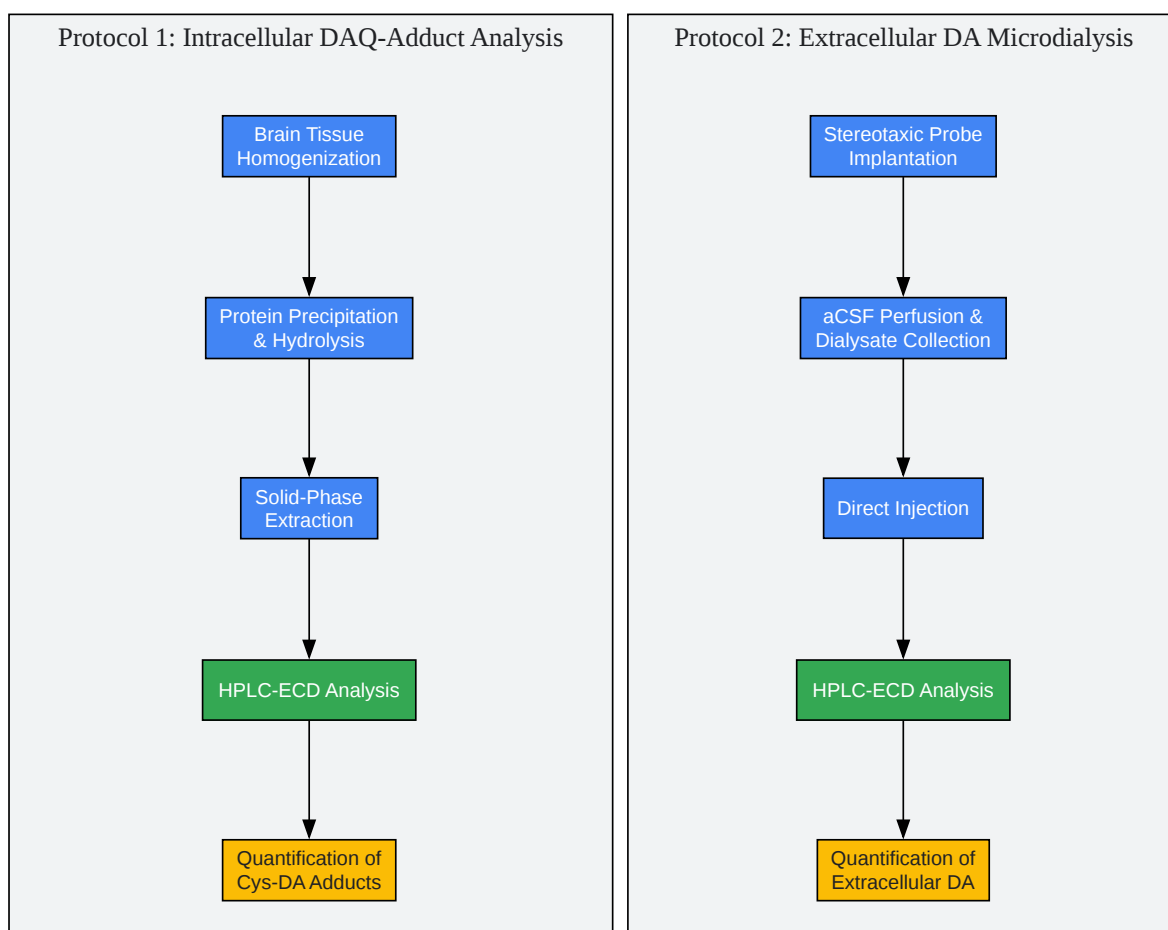 Protocol 1: Intracellular DAQ-Adduct Analysis
Brain Tissue
Homogenization
Protein Precipitation
& Hydrolysis
Solid-Phase
Extraction
HPLC-ECD Analysis
Quantification of
Cys-DA Adducts
Protocol 2: Extracellular DA Microdialysis
Stereotaxic Probe
Implantation
aCSF Perfusion &
Dialysate Collection
Direct Injection
HPLC-ECD Analysis
Quantification of
Extracellular DA